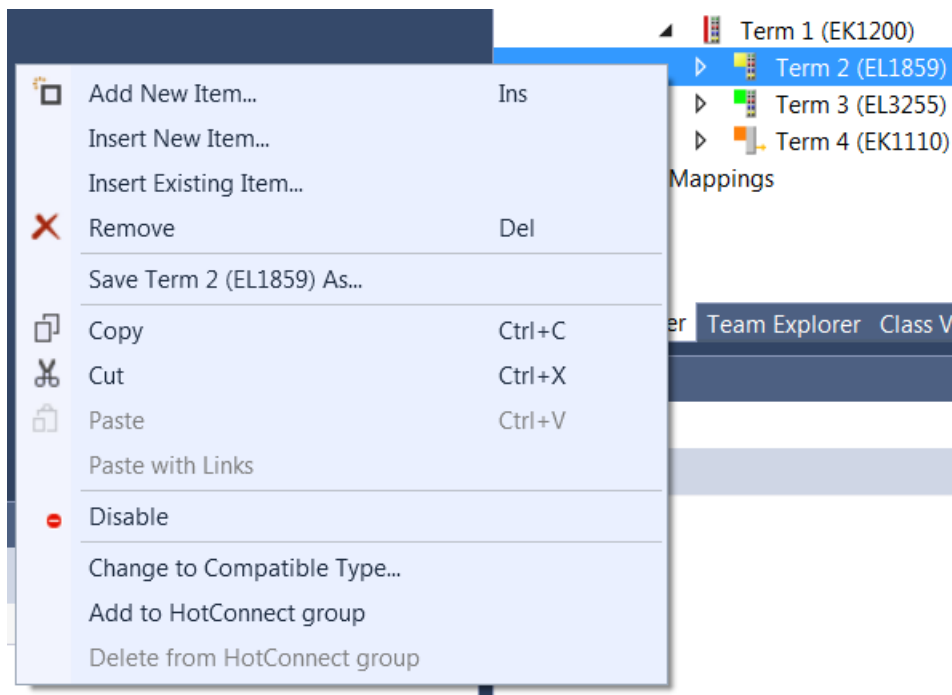 Term 1 (EK1200)
Term 2 (EL1859)
Term 3 (EL3255)
Term 4 (EK1110)
Mappings
er Team Explorer Class V
Add New Item... Ins
Insert New Item...
Insert Existing Item...
Remove Del
Save Term 2 (EL1859) As...
Copy Ctrl+C
Cut Ctrl+X
Paste Ctrl+V
Paste with Links
Disable
Change to Compatible Type...
Add to HotConnect group
Delete from HotConnect group